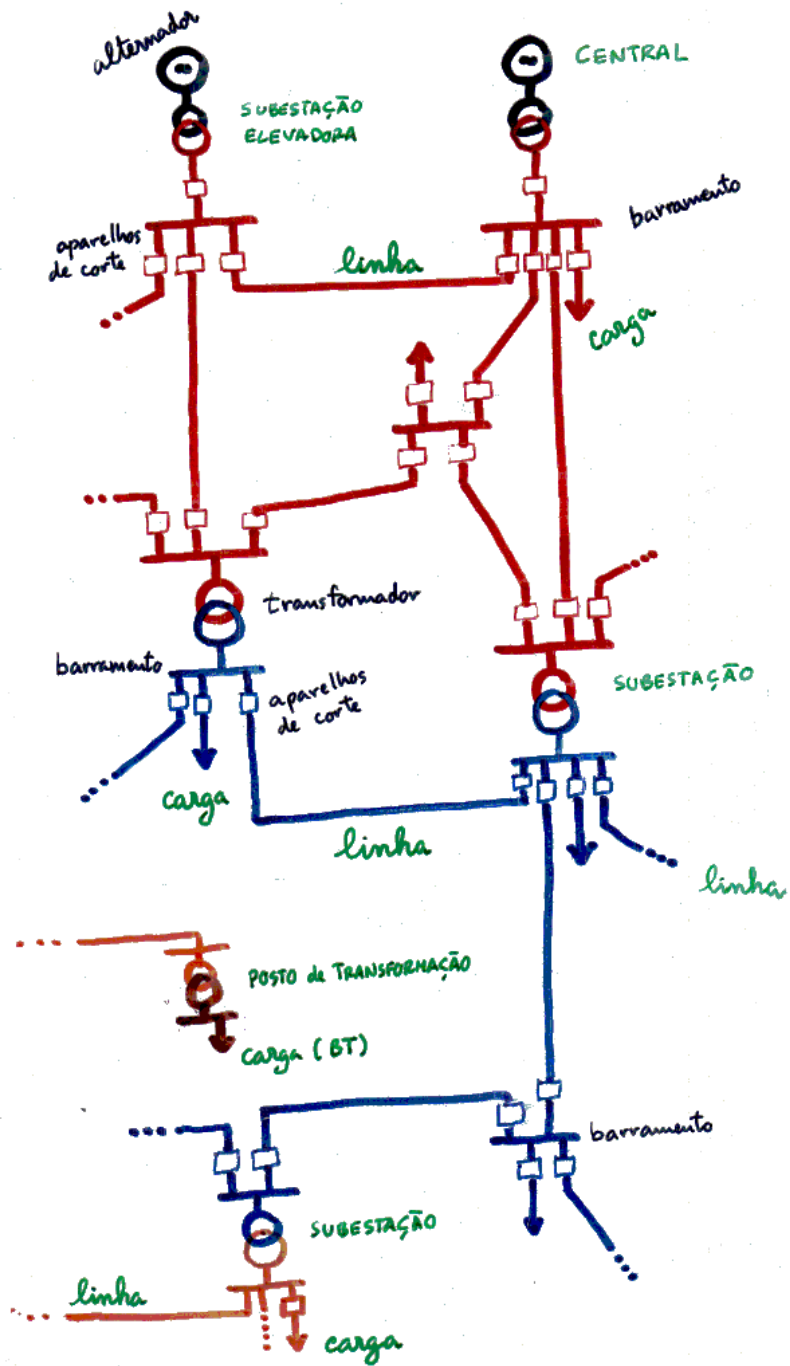 alternador
CENTRAL
SUBESTAÇÃO
ELEVADORA
barramento
aparelhos
de corte
linha
carga
transformador
barramento
aparelhos
de corte
SUBESTAÇÃO
carga
linha
linha
POSTO de TRANSFORMAÇÃO
carga (BT)
barramento
SUBESTAÇÃO
linha
carga